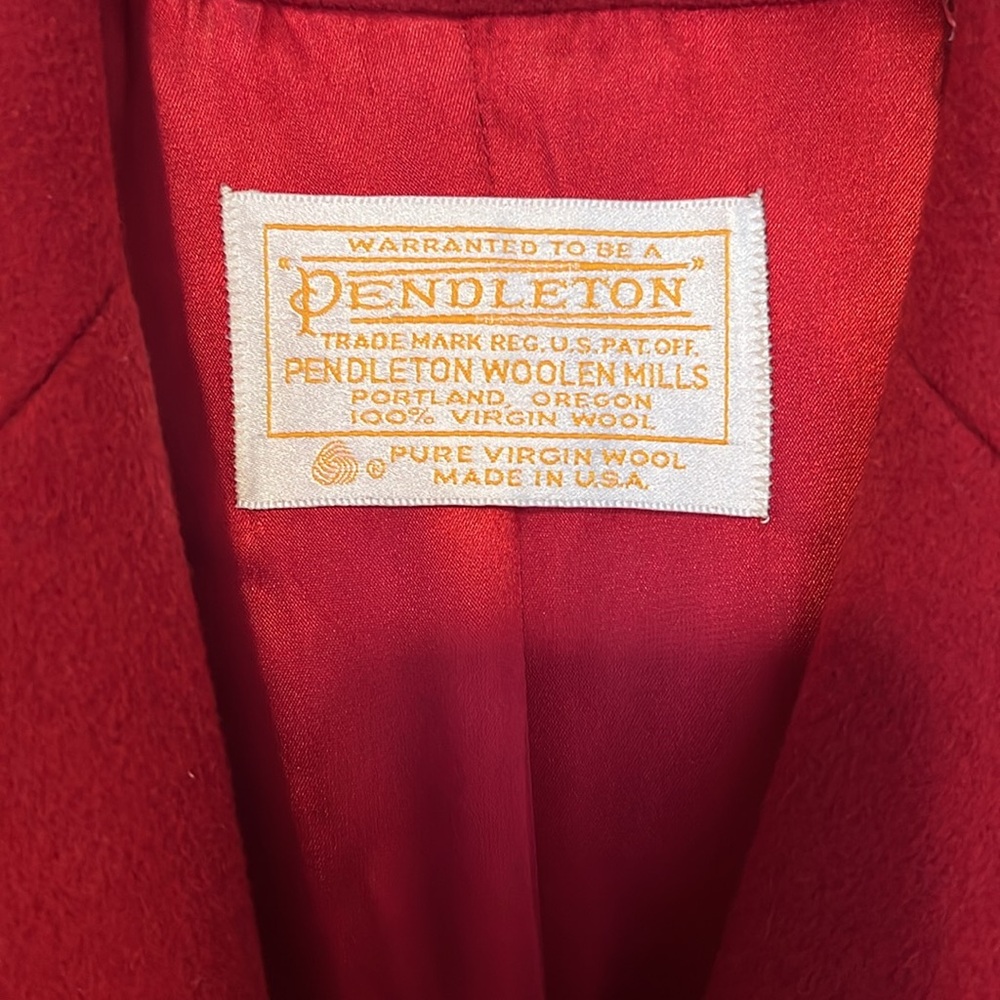 WARRANTED TO BE A
"PENDLETON"
TRADE MARK REG. U.S. PAT. OFF.
PENDLETON WOOLEN MILLS
PORTLAND, OREGON
100% VIRGIN WOOL
© PURE VIRGIN WOOL
MADE IN U.S.A.